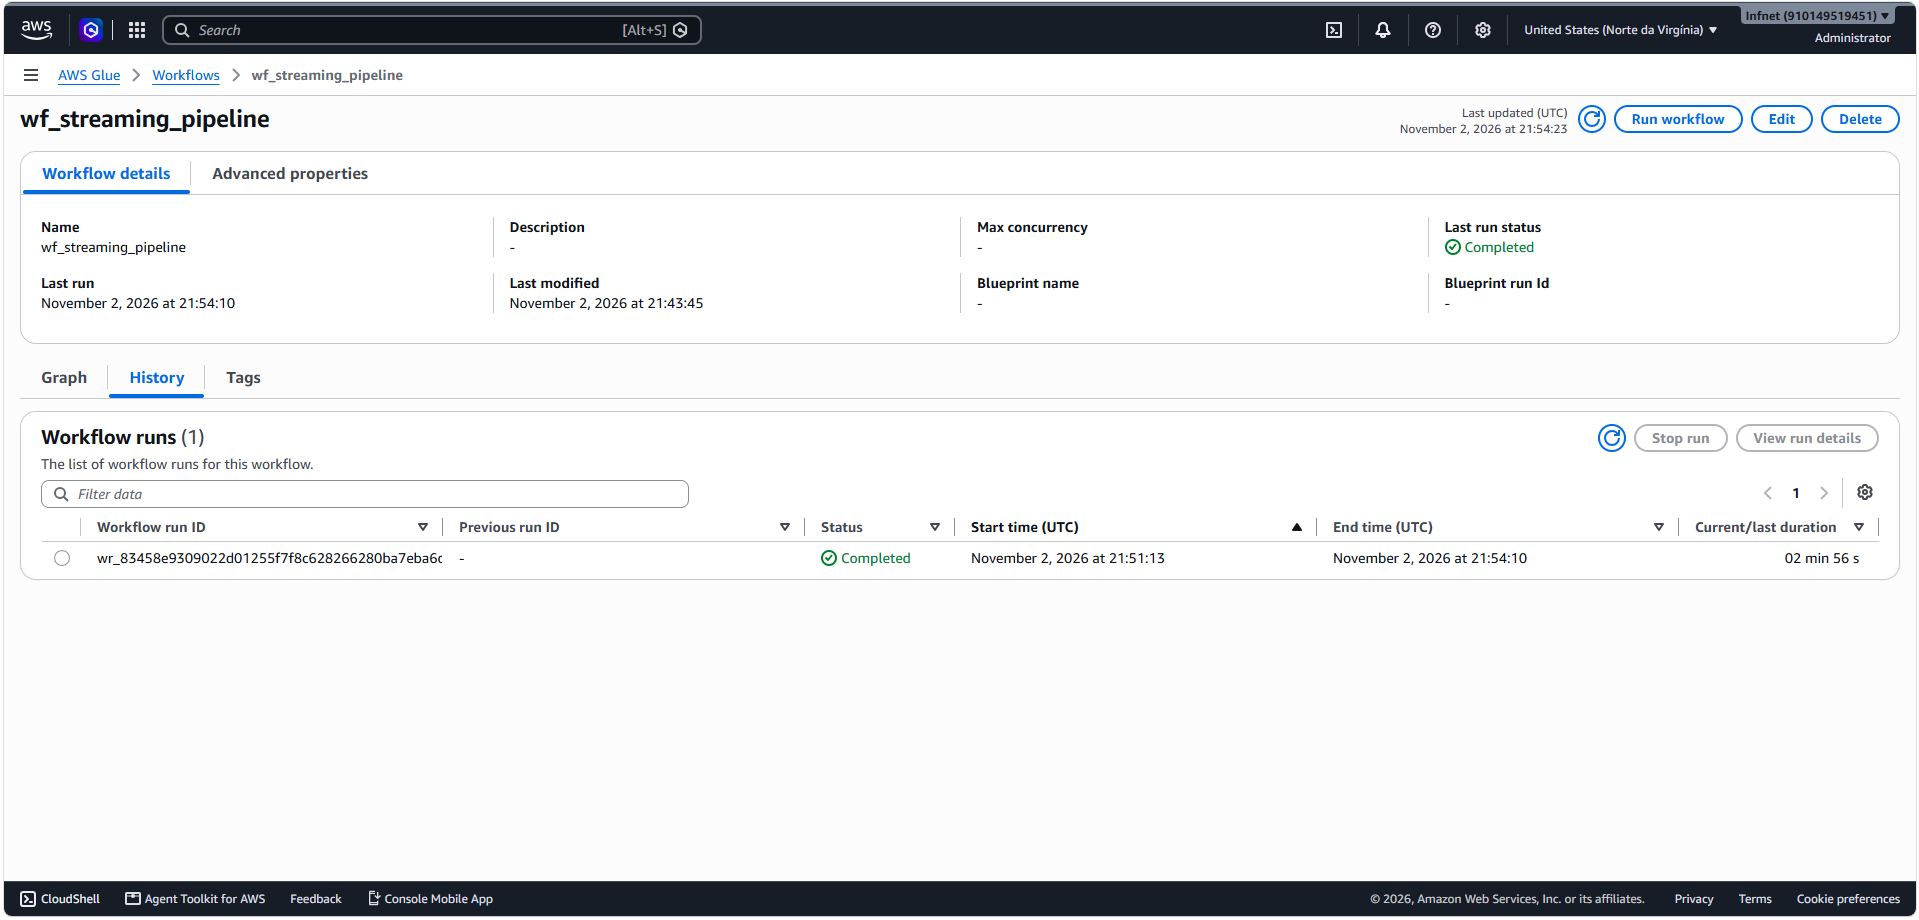 aws
Search [Alt+S]
United States (Norte da Virgínia)
Infnet (910149519451)
Administrator
AWS Glue
Workflows
wf_streaming_pipeline
wf_streaming_pipeline
Last updated (UTC)
November 2, 2026 at 21:54:23
Run workflow
Edit
Delete
Workflow details
Advanced properties
Name
wf_streaming_pipeline
Description
-
Max concurrency
-
Last run status
Completed
Last run
November 2, 2026 at 21:54:10
Last modified
November 2, 2026 at 21:43:45
Blueprint name
-
Blueprint run Id
-
Graph
History
Tags
Workflow runs (1)
The list of workflow runs for this workflow.
Stop run
View run details
Filter data
1
Workflow run ID Previous run ID Status Start time (UTC) End time (UTC) Current/last duration
wr_83458e9309022d01255f7f8c628266280ba7eba6c - Completed November 2, 2026 at 21:51:13 November 2, 2026 at 21:54:10 02 min 56 s
CloudShell
Agent Toolkit for AWS
Feedback
Console Mobile App
© 2026, Amazon Web Services, Inc. or its affiliates.
Privacy
Terms
Cookie preferences